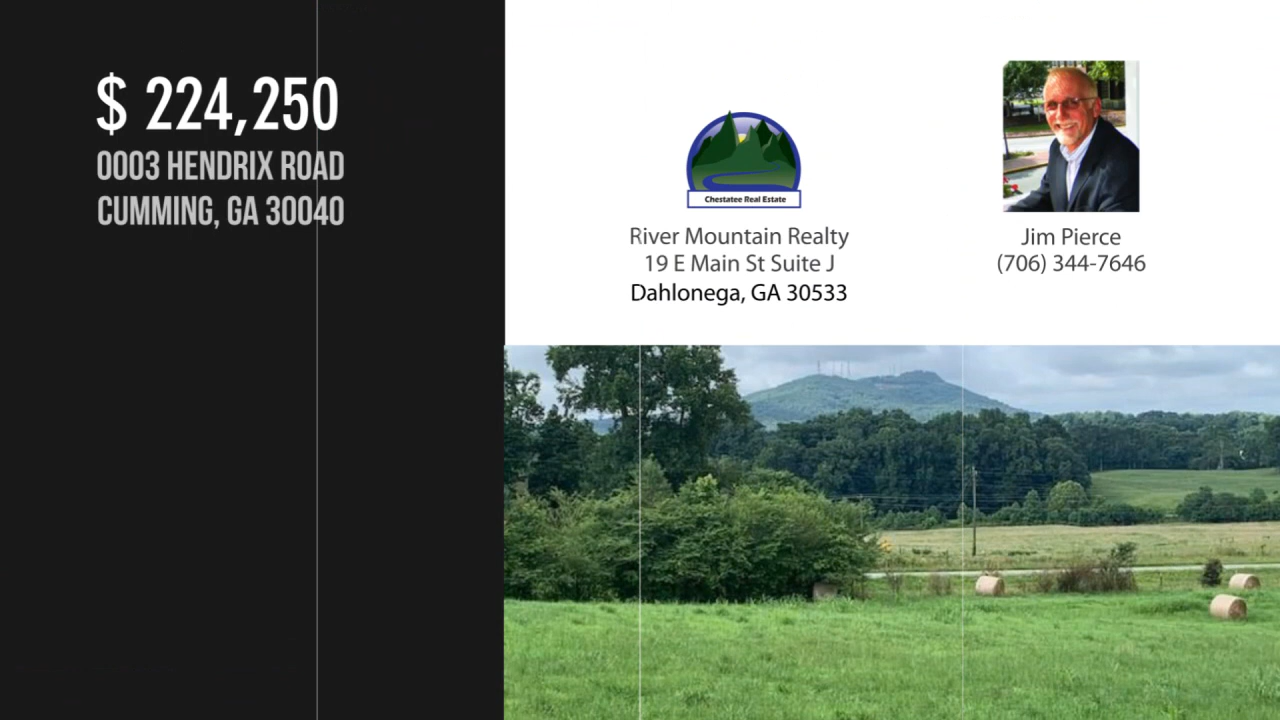 $ 224,250
0003 HENDRIX ROAD
CUMMING, GA 30040
Chestatee Real Estate
River Mountain Realty
19 E Main St Suite J
Dahlonega, GA 30533
Jim Pierce
(706) 344-7646